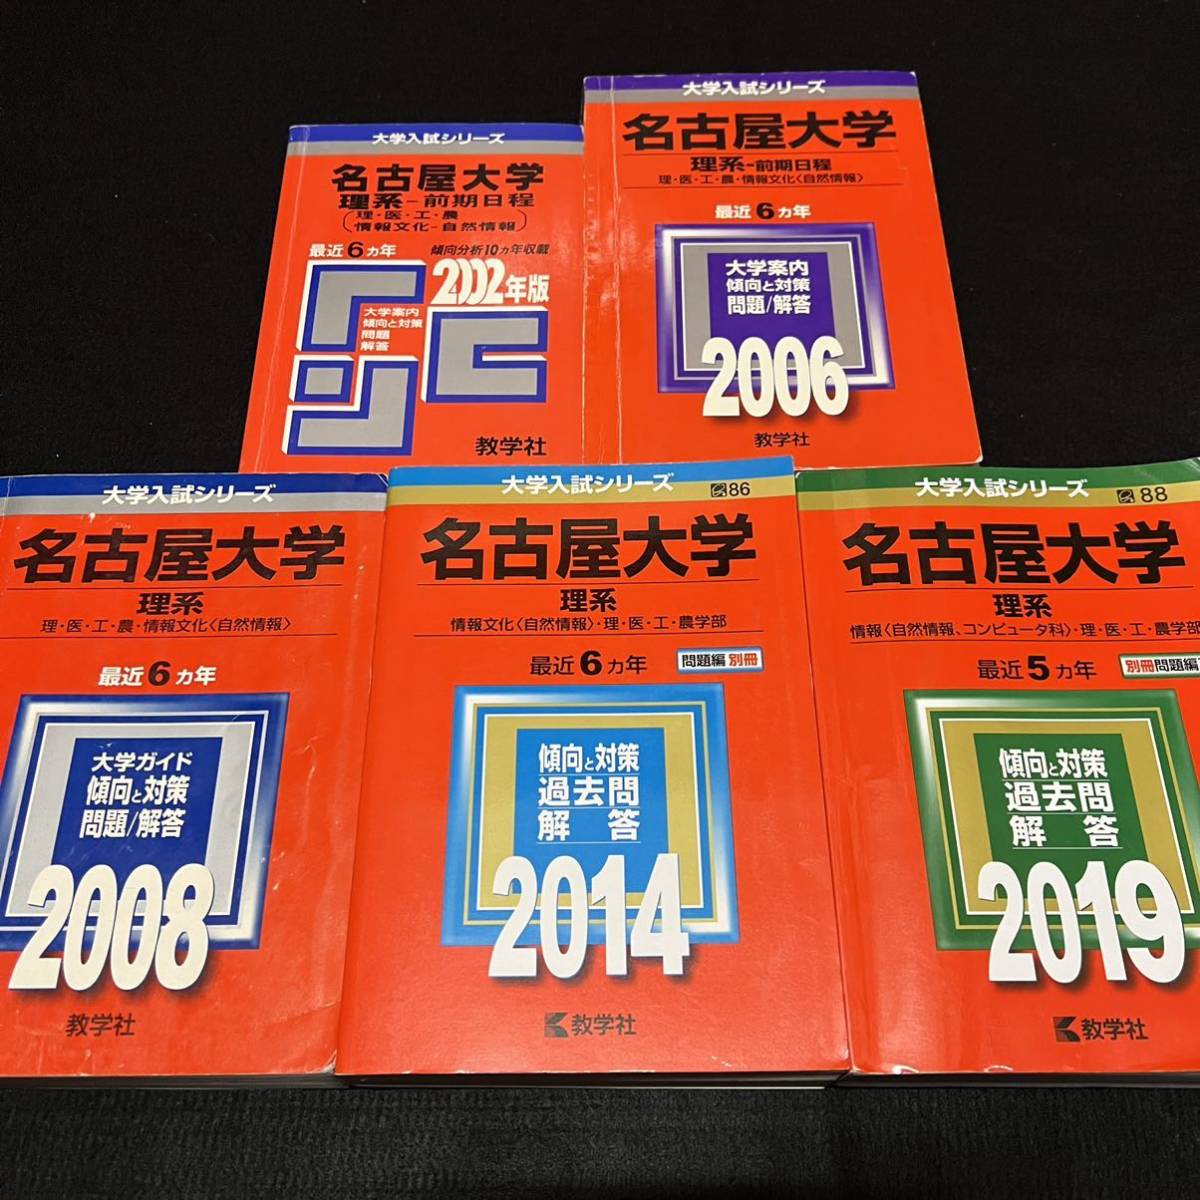 大学入試シリーズ
名古屋大学
理系-前期日程
理・医・工・農
情報文化-自然情報
最近6ヵ年
傾向分析10ヵ年収載
2002年版
大学案内
傾向と対策
問題
解答
教学社
大学入試シリーズ
名古屋大学
理系-前期日程
理・医・工・農・情報文化〈自然情報〉
最近6ヵ年
大学案内
傾向と対策
問題/解答
2006
教学社
大学入試シリーズ
名古屋大学
理系
理・医・工・農・情報文化〈自然情報〉
最近6ヵ年
大学ガイド
傾向と対策
問題/解答
2008
教学社
大学入試シリーズ
86
名古屋大学
理系
情報文化〈自然情報〉・理・医・工・農学部
最近6ヵ年
問題編 別冊
傾向と対策
過去問
解答
2014
教学社
大学入試シリーズ
88
名古屋大学
理系
情報〈自然情報、コンピュータ科〉・理・医・工・農学部
最近5ヵ年
別冊問題編
傾向と対策
過去問
解答
2019
教学社